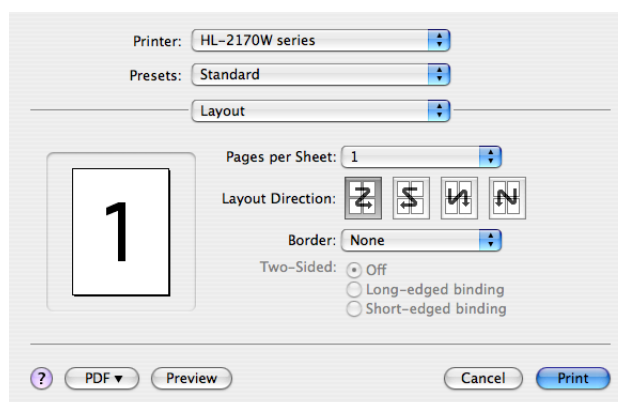 Printer: HL-2170W series
Presets: Standard
Layout
Pages per Sheet: 1
Layout Direction:
Border: None
Two-Sided: Off
Long-edged binding
Short-edged binding
1
? PDF▼ Preview Cancel Print